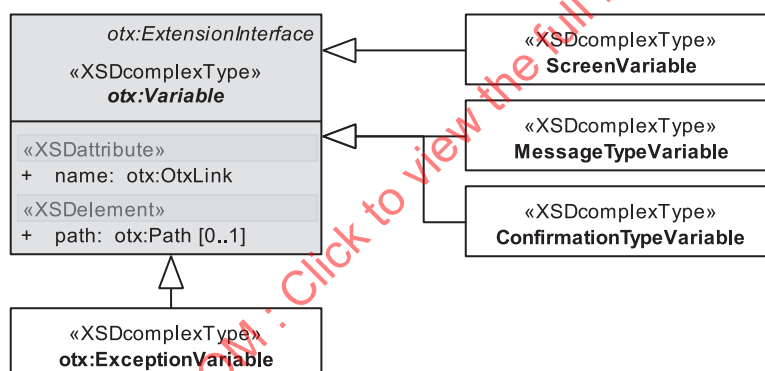 otx:ExtensionInterface
«XSDcomplexType»
otx:Variable
«XSDattribute»
+ name: otx:OtxLink
«XSDelement»
+ path: otx:Path [0..1]
«XSDcomplexType»
ScreenVariable
«XSDcomplexType»
MessageTypeVariable
«XSDcomplexType»
ConfirmationTypeVariable
«XSDcomplexType»
otx:ExceptionVariable
OM : Click to view the full